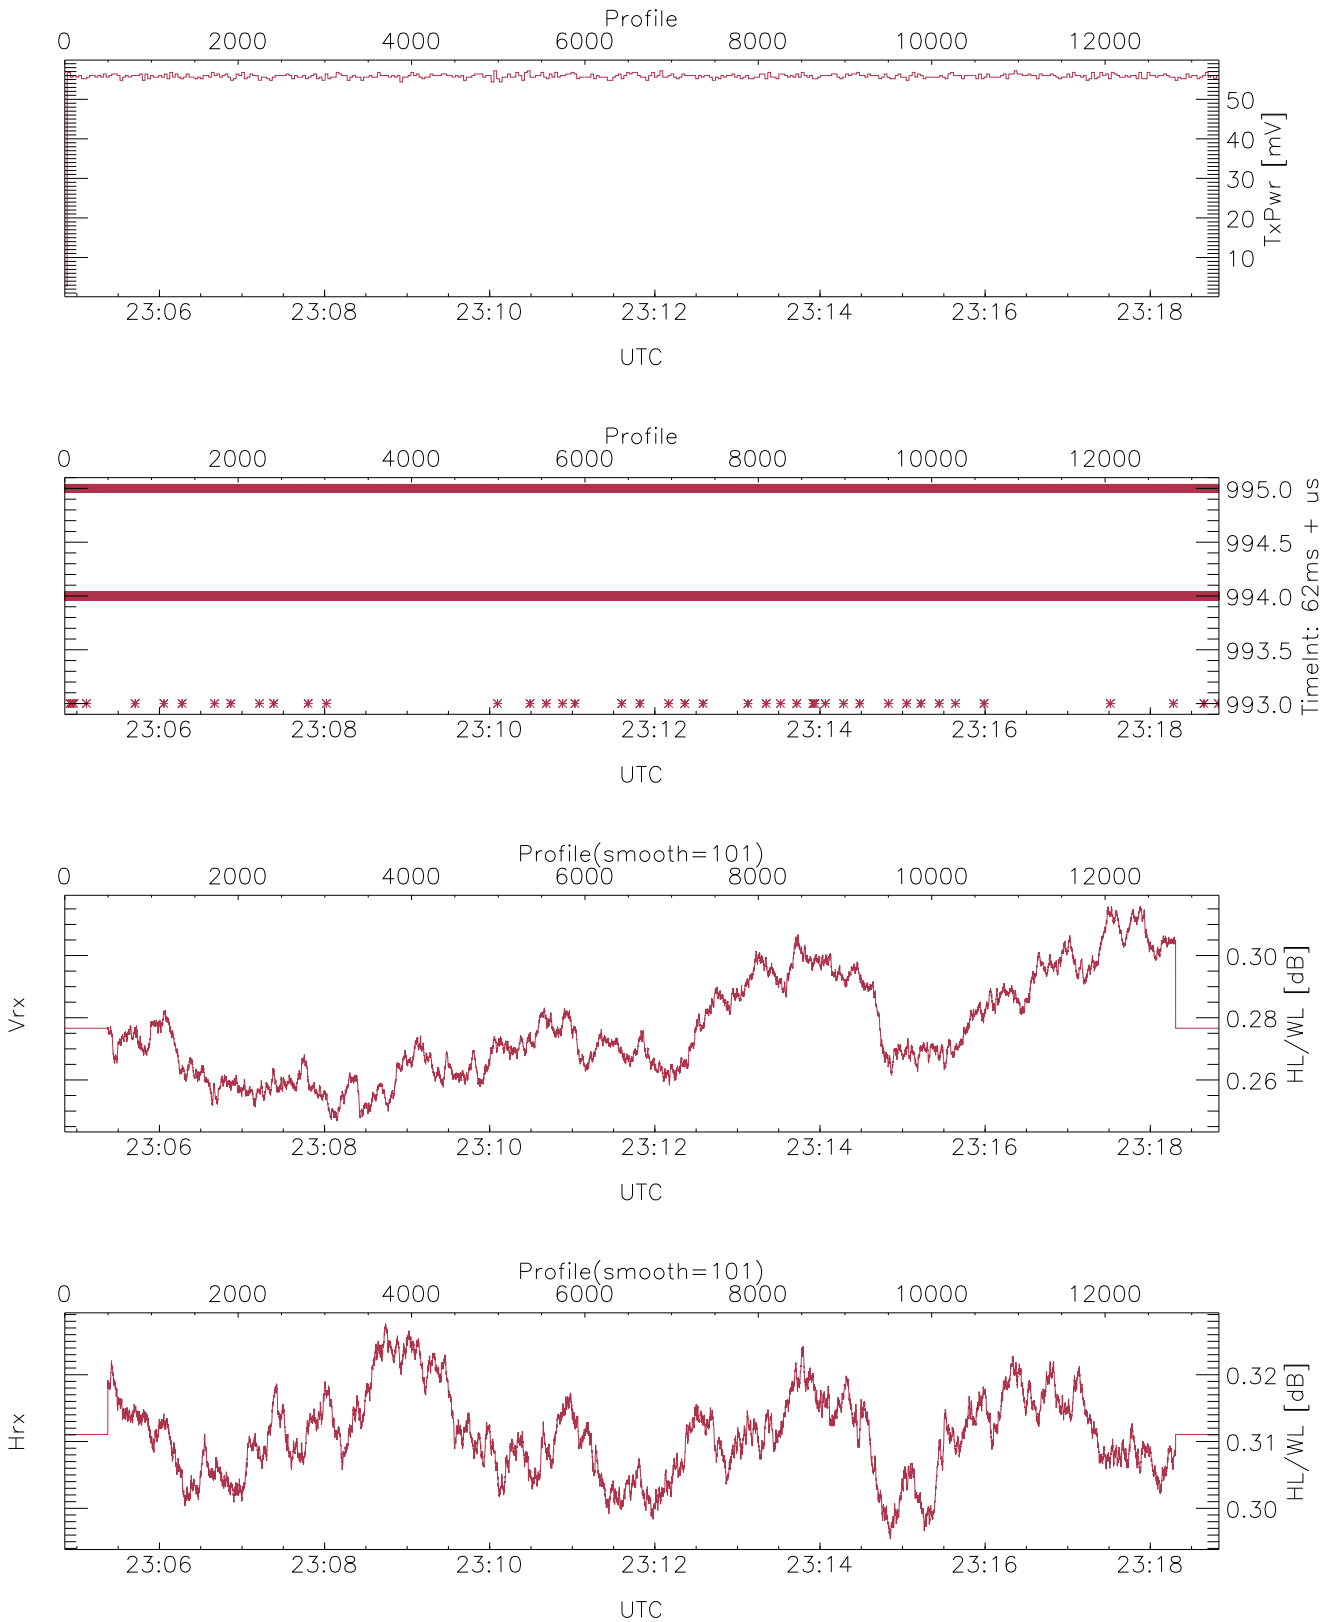 Profile
0 2000 4000 6000 8000 10000 12000
50
40
30
20
10
TxPwr [mV]
23:06 23:08 23:10 23:12 23:14 23:16 23:18
UTC
Profile
0 2000 4000 6000 8000 10000 12000
995.0
994.5
994.0
993.5
993.0
TimeInt: 62ms + us
23:06 23:08 23:10 23:12 23:14 23:16 23:18
UTC
Profile(smooth=101)
0 2000 4000 6000 8000 10000 12000
Vrx
0.30
0.28
0.26
HL/WL [dB]
23:06 23:08 23:10 23:12 23:14 23:16 23:18
UTC
Profile(smooth=101)
0 2000 4000 6000 8000 10000 12000
Hrx
0.32
0.31
0.30
HL/WL [dB]
23:06 23:08 23:10 23:12 23:14 23:16 23:18
UTC